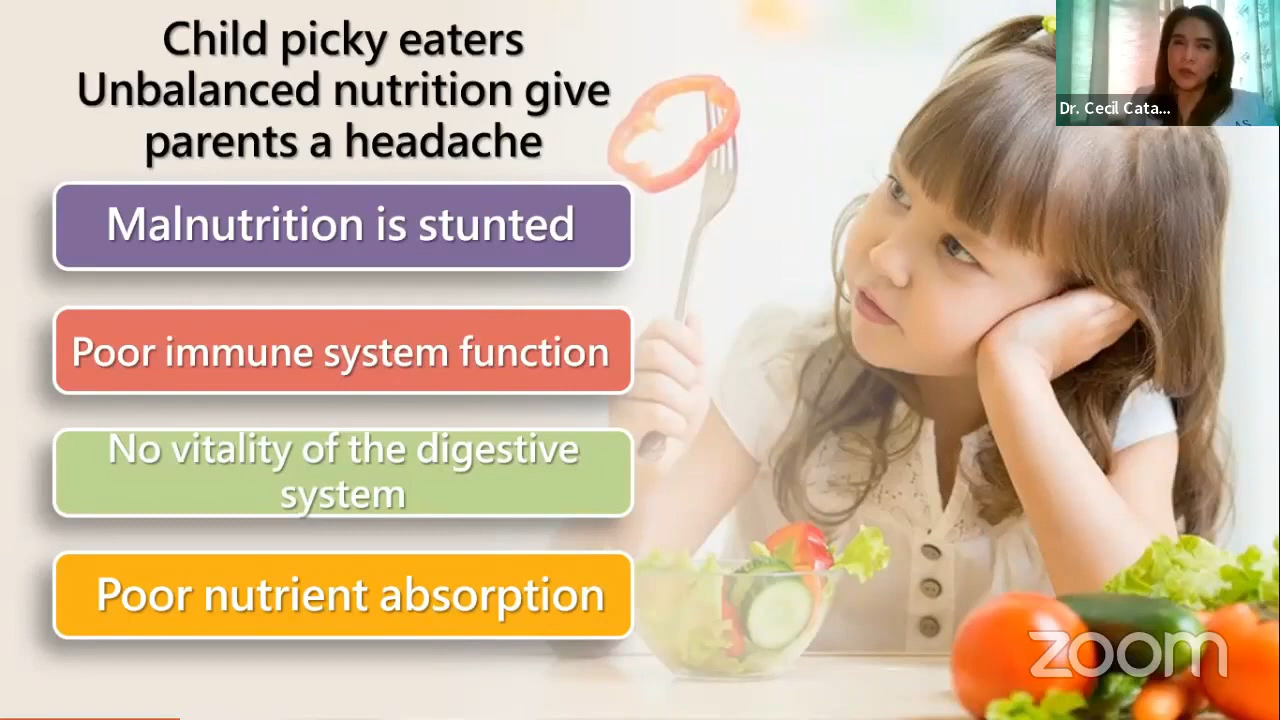 Child picky eaters
Unbalanced nutrition give
parents a headache
Malnutrition is stunted
Poor immune system function
No vitality of the digestive
system
Poor nutrient absorption
Dr. Cecil Cata...
AS
zoom